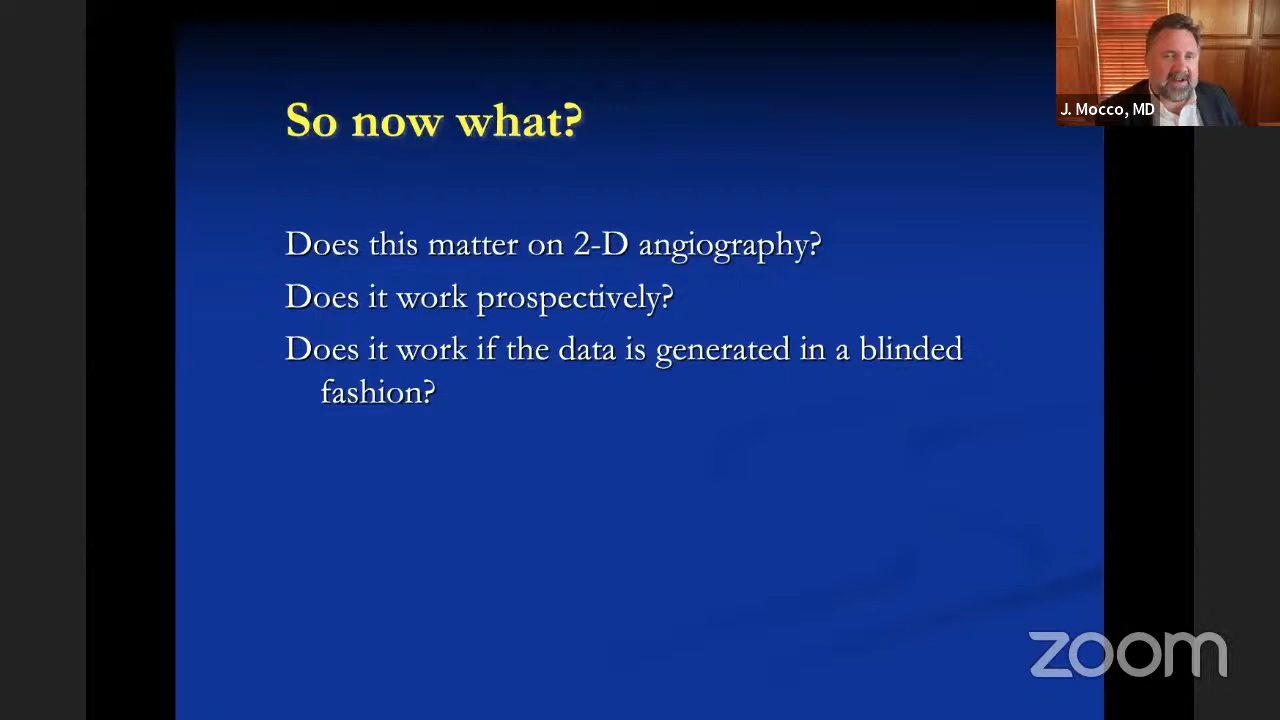 J. Mocco, MD
So now what?
Does this matter on 2-D angiography?
Does it work prospectively?
Does it work if the data is generated in a blinded
fashion?
zoom